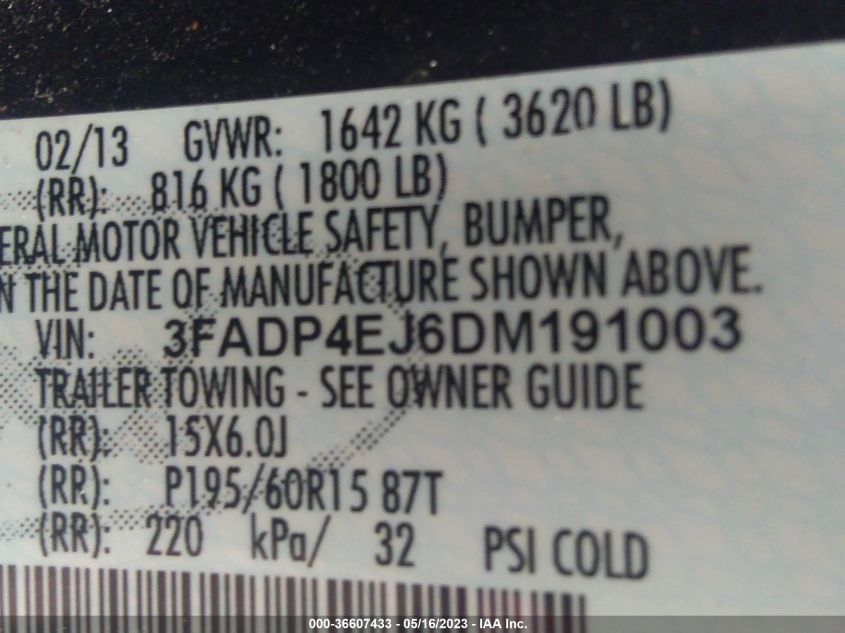 02/13 GVWR: 1642 KG ( 3620 LB)
(RR): 816 KG ( 1800 LB)
ERAL MOTOR VEHICLE SAFETY, BUMPER,
N THE DATE OF MANUFACTURE SHOWN ABOVE.
VIN: 3FADP4EJ6DM191003
TRAILER TOWING - SEE OWNER GUIDE
(RR): 15X6.0J
(RR): P195/60R15 87T
(RR): 220 kPa/ 32 PSI COLD
000-36607433 - 05/16/2023 - IAA Inc.